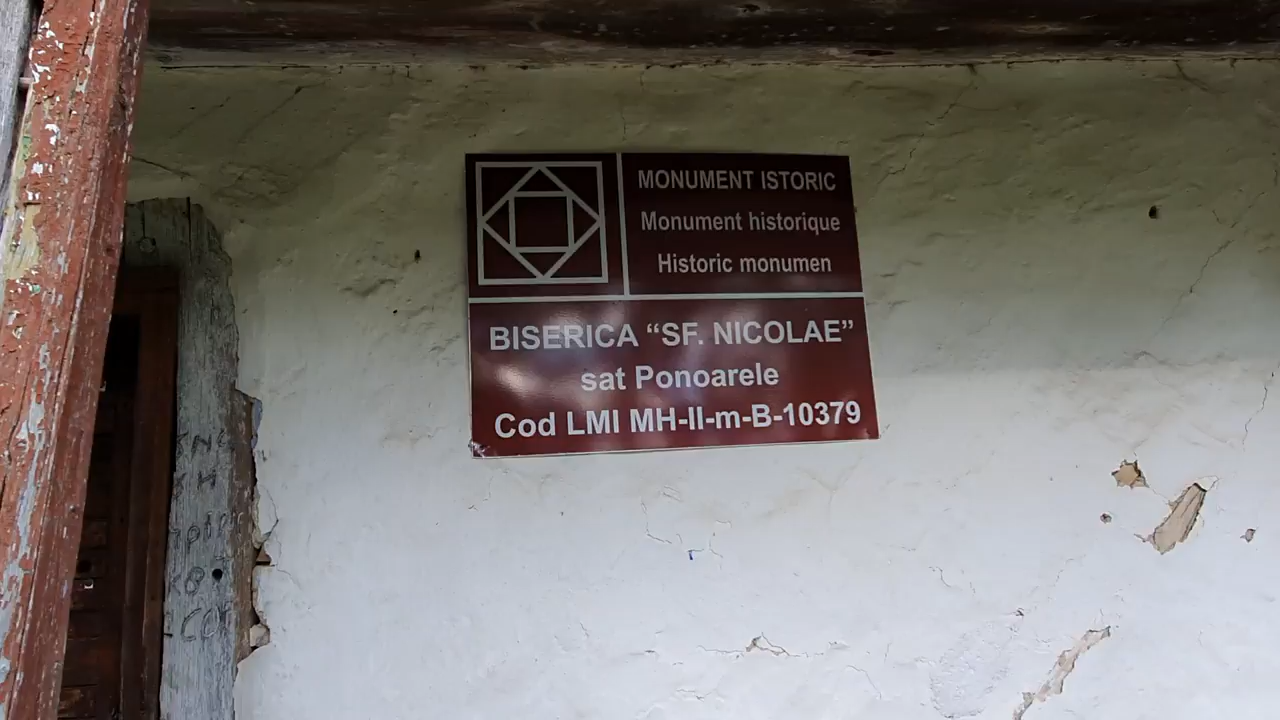 MONUMENT ISTORIC
Monument historique
Historic monumen
BISERICA “SF. NICOLAE”
sat Ponoarele
Cod LMI MH-II-m-B-10379